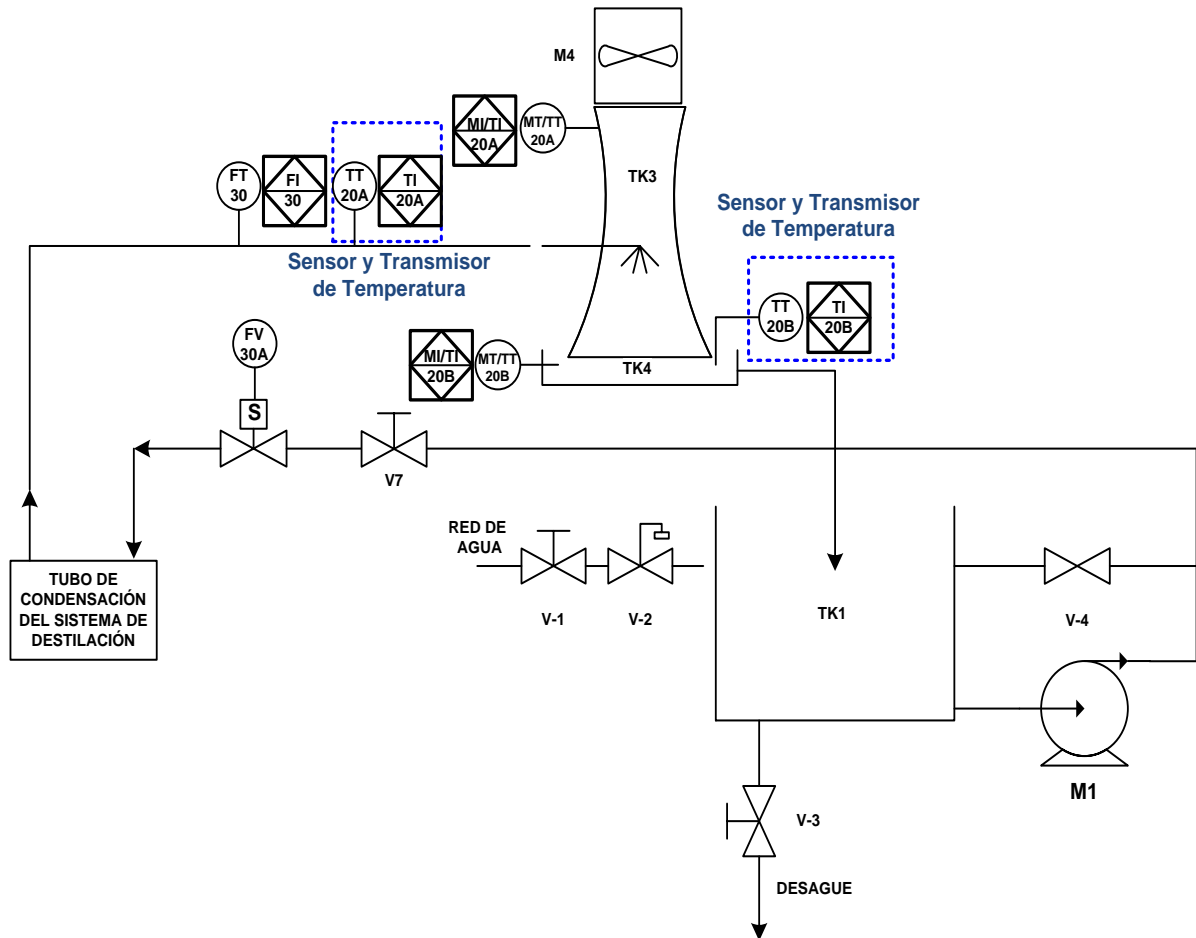 M4
MI/TI
20A
MT/TT
20A
FT
30
FI
30
TT
20A
TI
20A
TK3
Sensor y Transmisor
de Temperatura
Sensor y Transmisor
de Temperatura
TT
20B
TI
20B
FV
30A
MI/TI
20B
MT/TT
20B
TK4
S
V7
RED DE
AGUA
V-1
V-2
TK1
V-4
TUBO DE
CONDENSACIÓN
DEL SISTEMA DE
DESTILACIÓN
M1
V-3
DESAGUE